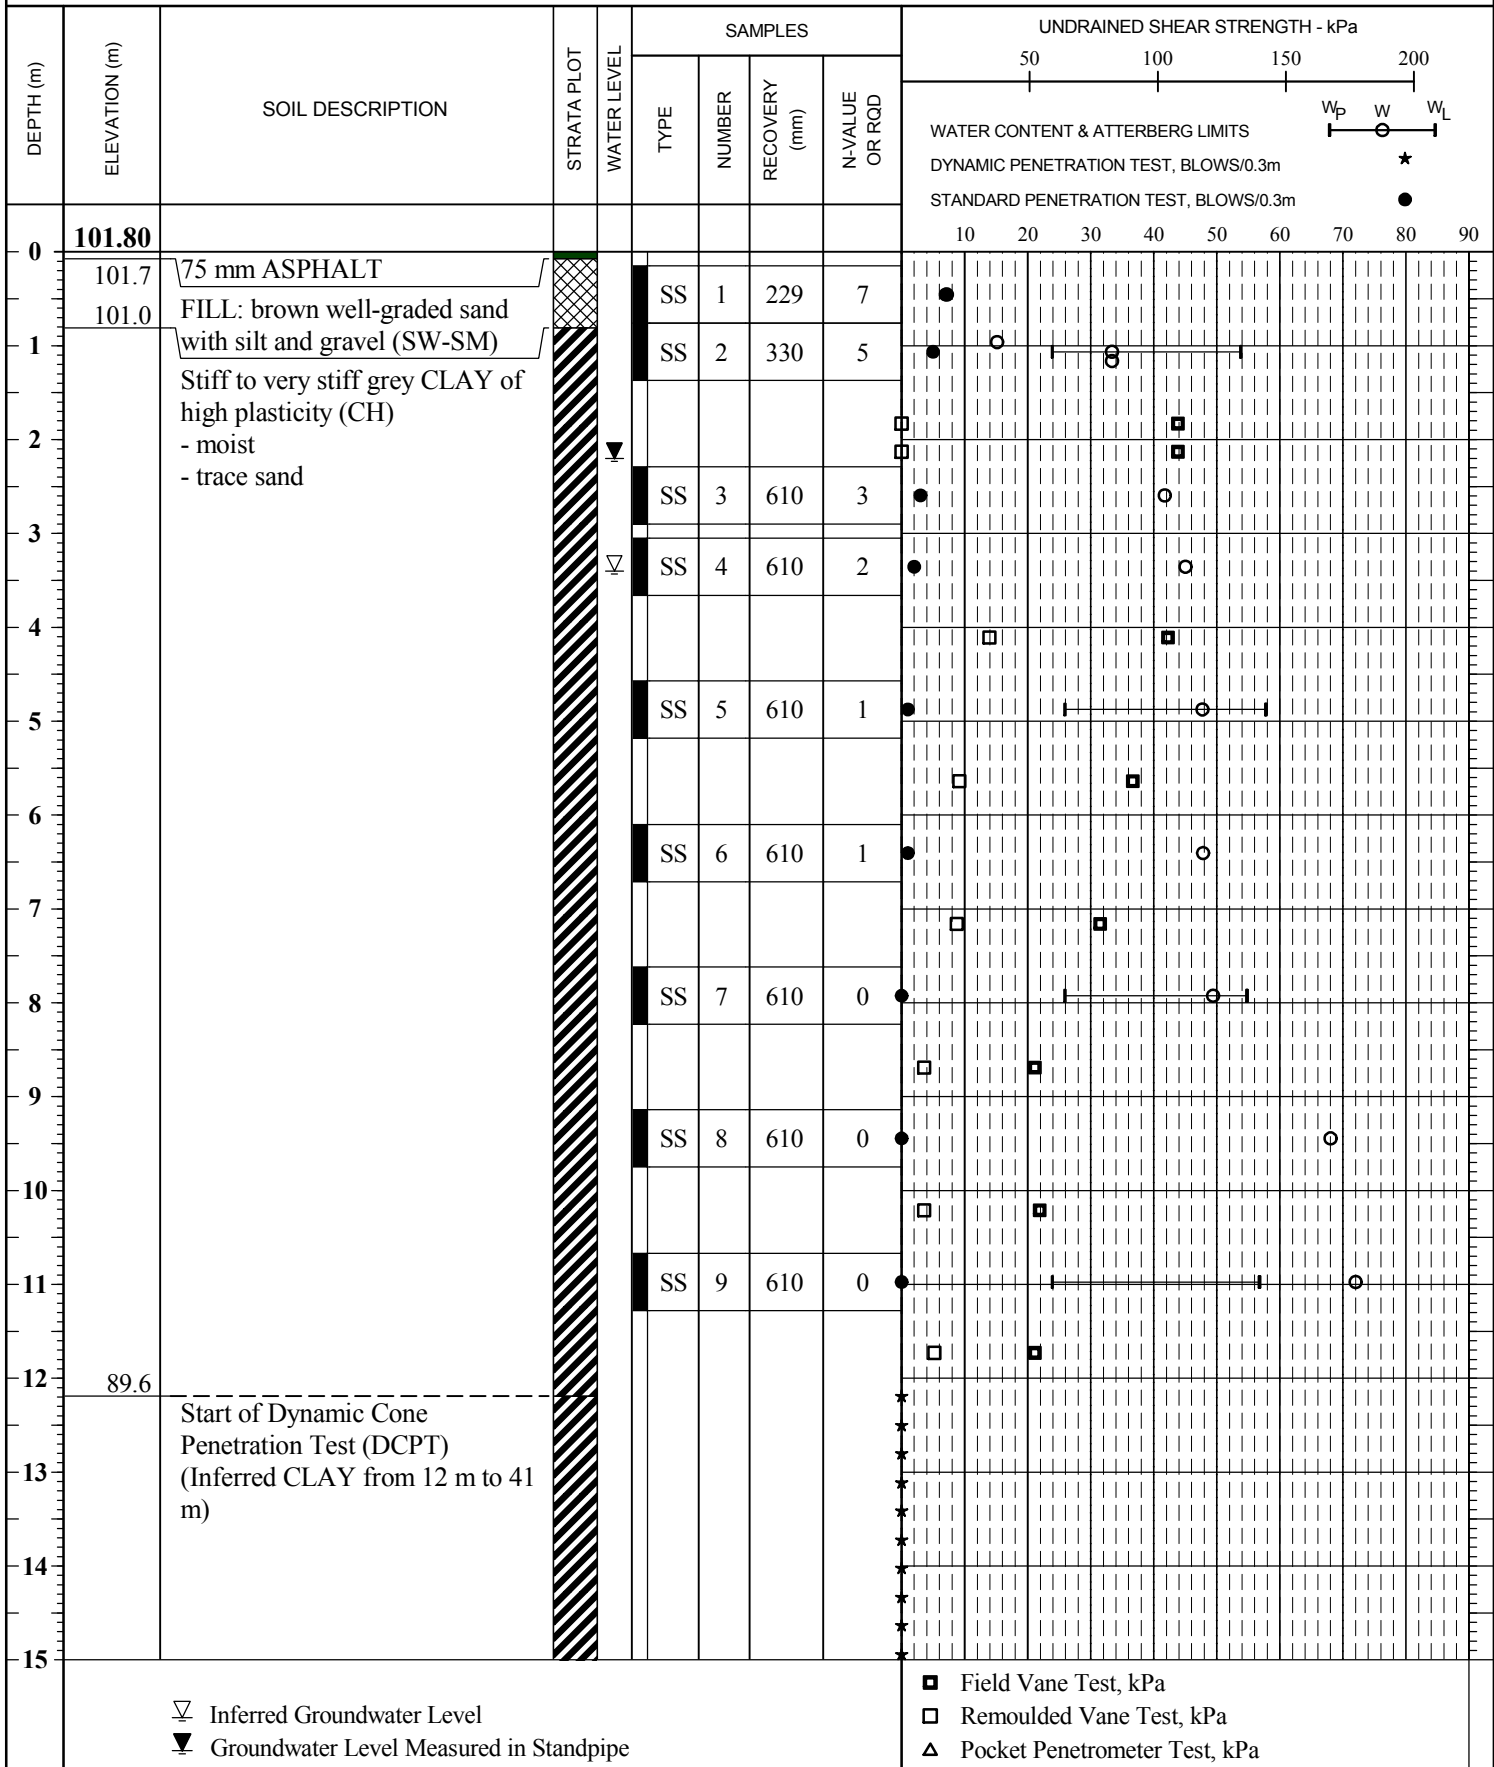 DEPTH (m)
ELEVATION (m)
SOIL DESCRIPTION
STRATA PLOT
WATER LEVEL
SAMPLES
TYPE
NUMBER
RECOVERY
(mm)
N-VALUE
OR RQD
UNDRAINED SHEAR STRENGTH - kPa
50 100 150 200
WATER CONTENT & ATTERBERG LIMITS
WP W WL
DYNAMIC PENETRATION TEST, BLOWS/0.3m ★
STANDARD PENETRATION TEST, BLOWS/0.3m ●
10 20 30 40 50 60 70 80 90
0 101.80
101.7 75 mm ASPHALT
SS 1 229 7
101.0 FILL: brown well-graded sand
with silt and gravel (SW-SM)
1
SS 2 330 5
Stiff to very stiff grey CLAY of
high plasticity (CH)
- moist
2
- trace sand
SS 3 610 3
3
SS 4 610 2
4
SS 5 610 1
5
6
SS 6 610 1
7
SS 7 610 0
8
9
SS 8 610 0
10
SS 9 610 0
11
12
89.6
Start of Dynamic Cone
Penetration Test (DCPT)
13
(Inferred CLAY from 12 m to 41
m)
14
15
Inferred Groundwater Level
Groundwater Level Measured in Standpipe
Field Vane Test, kPa
Remoulded Vane Test, kPa
Pocket Penetrometer Test, kPa